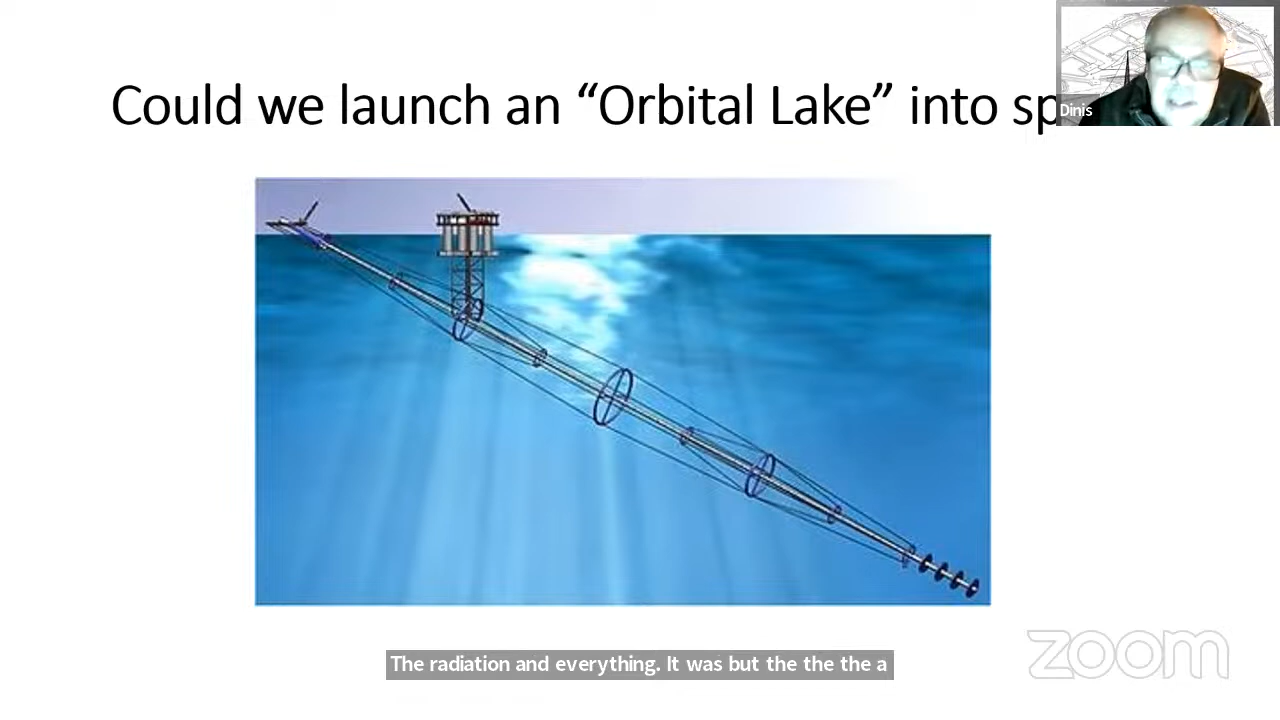 Could we launch an “Orbital Lake” into sp
Dinis
The radiation and everything. It was but the the the a
zoom